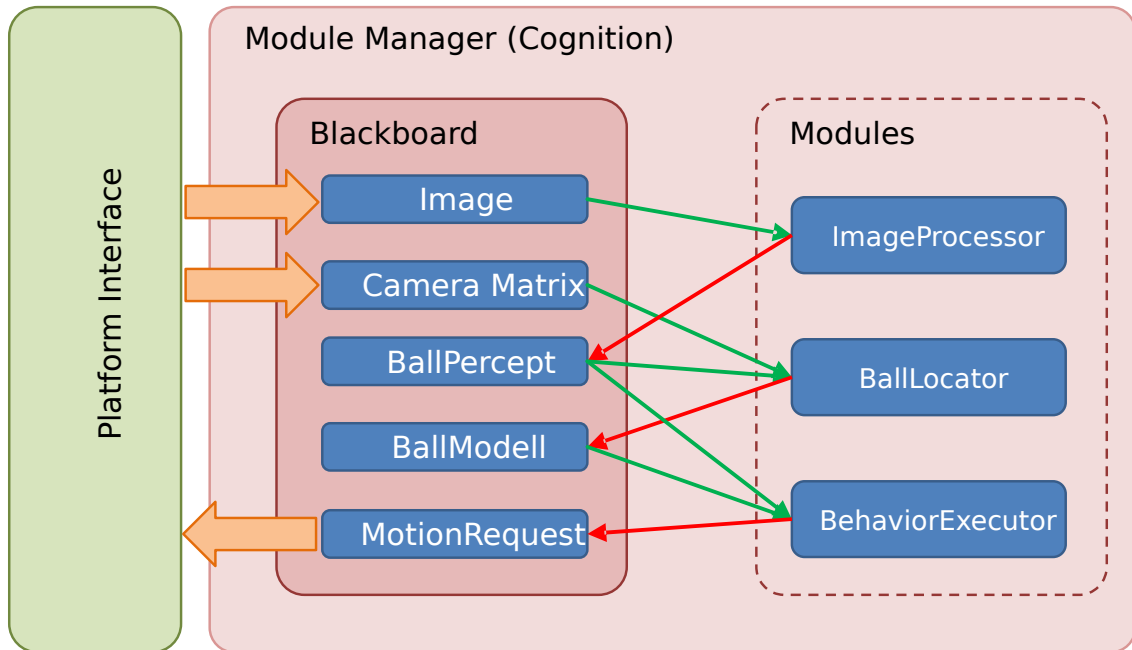 Platform Interface
Module Manager (Cognition)
Blackboard
Image
Camera Matrix
BallPercept
BallModell
MotionRequest
Modules
ImageProcessor
BallLocator
BehaviorExecutor